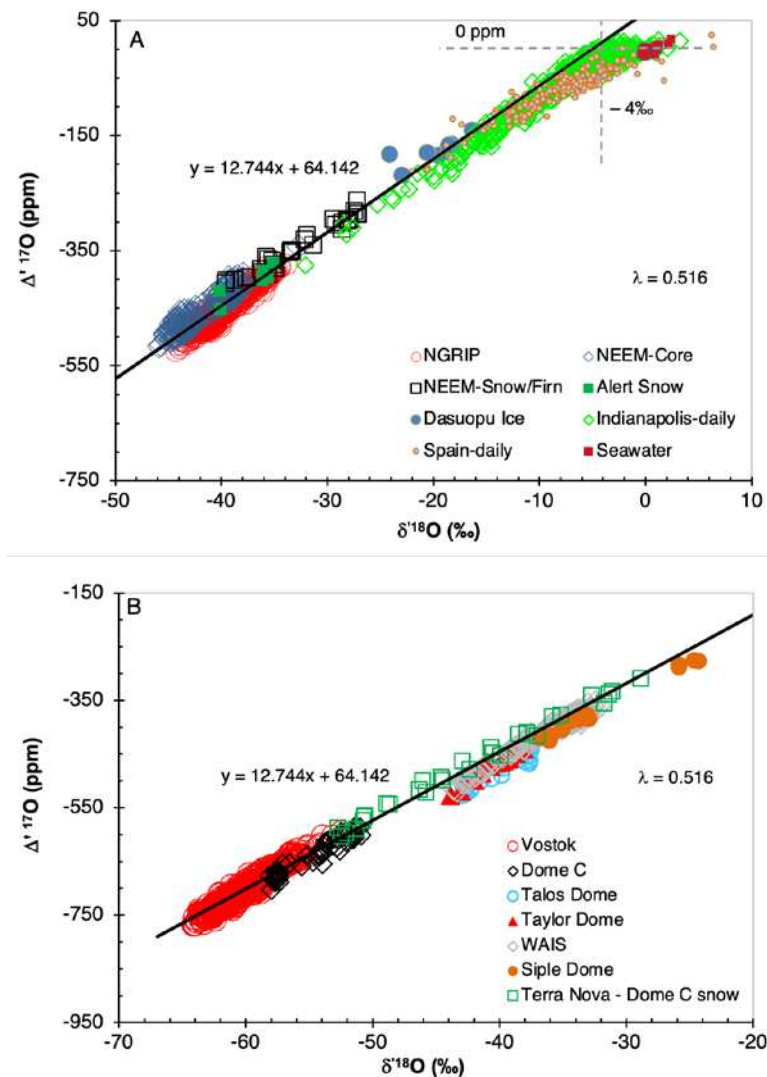 A
50
-150
-350
-550
-750
Δ' ¹⁷O (ppm)
0 ppm
– 4‰
y = 12.744x + 64.142
λ = 0.516
NGRIP
NEEM-Core
NEEM-Snow/Firn
Alert Snow
Dasuopu Ice
Indianapolis-daily
Spain-daily
Seawater
-50 -40 -30 -20 -10 0 10
δ'¹⁸O (‰)
B
-150
-350
-550
-750
-950
Δ' ¹⁷O (ppm)
y = 12.744x + 64.142
λ = 0.516
Vostok
Dome C
Talos Dome
Taylor Dome
WAIS
Siple Dome
Terra Nova - Dome C snow
-70 -60 -50 -40 -30 -20
δ'¹⁸O (‰)